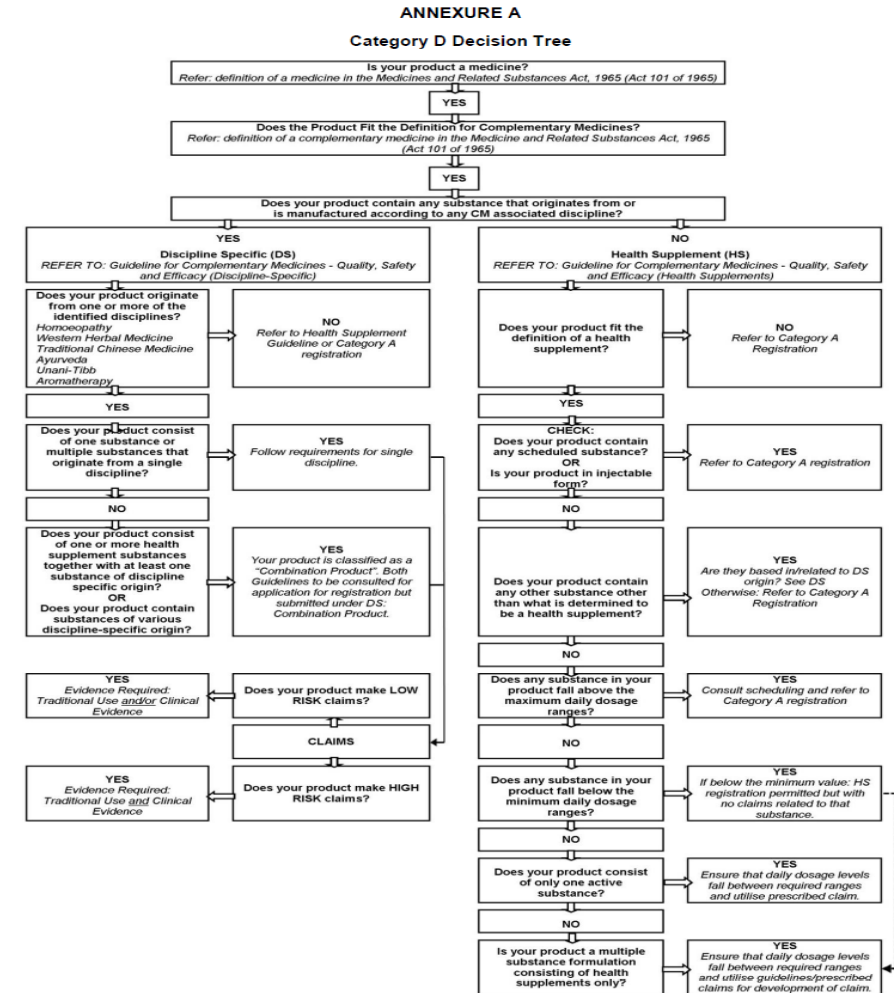 ANNEXURE A
Category D Decision Tree
Is your product a medicine?
Refer: definition of a medicine in the Medicines and Related Substances Act, 1965 (Act 101 of 1965)
YES
Does the Product Fit the Definition for Complementary Medicines?
Refer: definition of a complementary medicine in the Medicine and Related Substances Act, 1965
(Act 101 of 1965)
YES
Does your product contain any substance that originates from or
is manufactured according to any CM associated discipline?
YES
Discipline Specific (DS)
REFER TO: Guideline for Complementary Medicines - Quality, Safety
and Efficacy (Discipline-Specific)
Does your product originate
from one or more of the
identified disciplines?
Homoeopathy
Western Herbal Medicine
Traditional Chinese Medicine
Ayurveda
Unani-Tibb
Aromatherapy
NO
Refer to Health Supplement
Guideline or Category A
registration
YES
Does your product consist
of one substance or
multiple substances that
originate from a single
discipline?
YES
Follow requirements for single
discipline.
NO
Does your product consist
of one or more health
supplement substances
together with at least one
substance of discipline
specific origin?
OR
Does your product contain
substances of various
discipline-specific origin?
YES
Your product is classified as a
"Combination Product". Both
Guidelines to be consulted for
application for registration but
submitted under DS:
Combination Product.
YES
Evidence Required:
Traditional Use and/or Clinical
Evidence
Does your product make LOW
RISK claims?
CLAIMS
YES
Evidence Required:
Traditional Use and Clinical
Evidence
Does your product make HIGH
RISK claims?
NO
Health Supplement (HS)
REFER TO: Guideline for Complementary Medicines - Quality, Safety
and Efficacy (Health Supplements)
Does your product fit the
definition of a health
supplement?
NO
Refer to Category A
Registration
YES
CHECK:
Does your product contain
any scheduled substance?
OR
Is your product in injectable
form?
YES
Refer to Category A registration
NO
Does your product contain
any other substance other
than what is determined to
be a health supplement?
YES
Are they based in/related to DS
origin? See DS
Otherwise: Refer to Category A
Registration
NO
Does any substance in your
product fall above the
maximum daily dosage
ranges?
YES
Consult scheduling and refer to
Category A registration
NO
Does any substance in your
product fall below the
minimum daily dosage
ranges?
YES
If below the minimum value: HS
registration permitted but with
no claims related to that
substance.
NO
Does your product consist
of only one active
substance?
YES
Ensure that daily dosage levels
fall between required ranges
and utilise prescribed claim.
NO
Is your product a multiple
substance formulation
consisting of health
supplements only?
YES
Ensure that daily dosage levels
fall between required ranges
and utilise guidelines/prescribed
claims for development of claim.